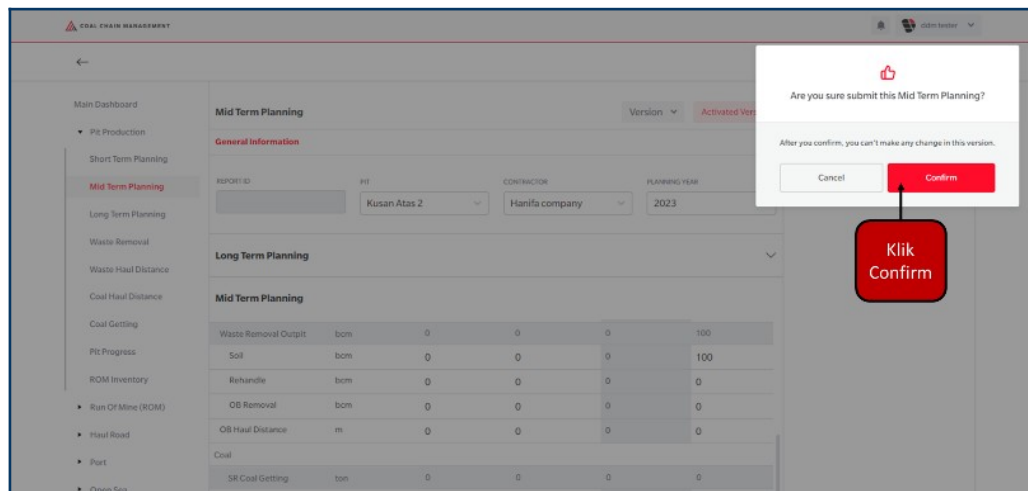 COAL CHAIN MANAGEMENT
cidm tester
Are you sure submit this Mid Term Planning?
After you confirm, you can't make any change in this version.
Cancel
Confirm
Klik
Confirm
Main Dashboard
Pit Production
Short Term Planning
Mid Term Planning
Long Term Planning
Waste Removal
Waste Haul Distance
Coal Haul Distance
Coal Getting
Pit Progress
ROM Inventory
Run Of Mine (ROM)
Haul Road
Port
Open Sea
Mid Term Planning
Version
Activated
General Information
REPORT ID
PIT
CONTRACTOR
PLANNING YEAR
Kusan Atas 2
Hanifa company
2023
Long Term Planning
Mid Term Planning
Waste Removal Outpit bcm 0 0 0 100
Soil bcm 0 0 0 100
Rehandle bcm 0 0 0 0
OB Removal bcm 0 0 0 0
OB Haul Distance m 0 0 0 0
Coal
SR Coal Getting ton 0 0 0 0